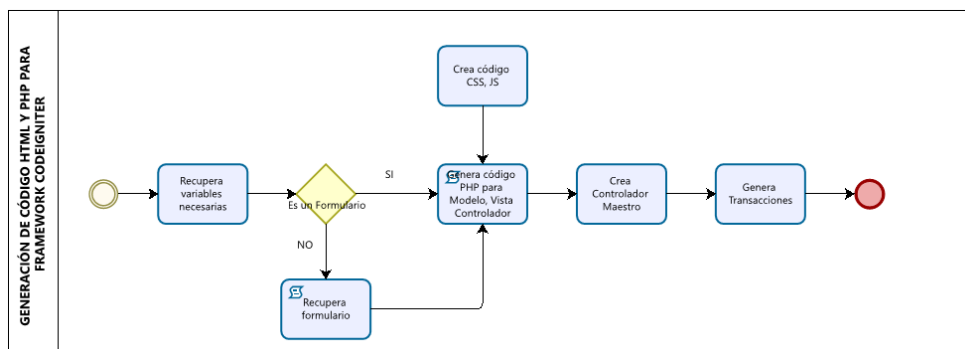 GENERACIÓN DE CÓDIGO HTML Y PHP PARA
FRAMEWORK CODEIGNITER
Crea código
CSS, JS
Recupera
variables
necesarias
Es un Formulario
SI
NO
Genera código
PHP para
Modelo, Vista
Controlador
Crea
Controlador
Maestro
Genera
Transacciones
Recupera
formulario